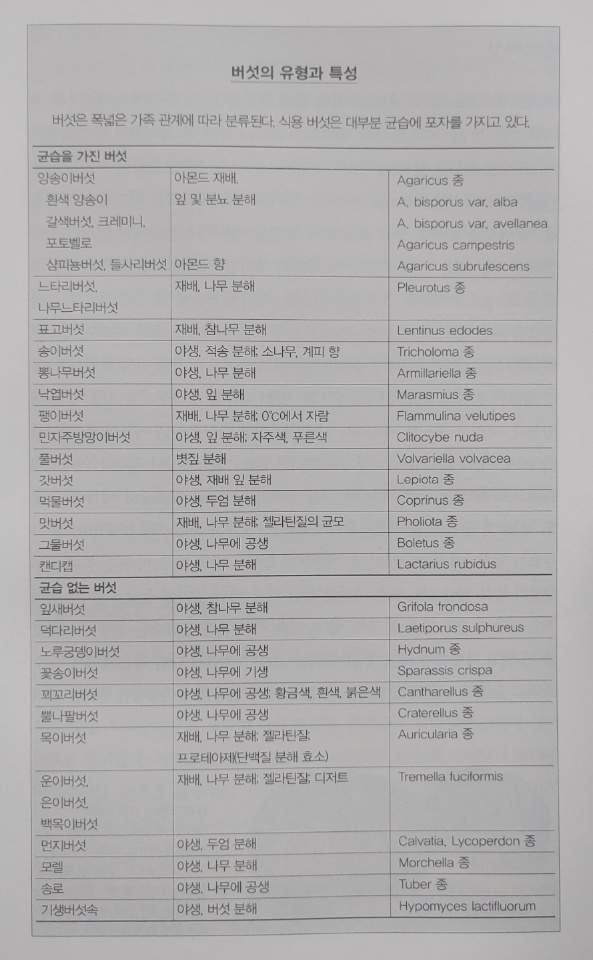 버섯의 유형과 특성
버섯은 폭넓은 가족 관계에 따라 분류된다. 식용 버섯은 대부분 균습에 포자를 가지고 있다.
균습을 가진 버섯
양송이버섯 아몬드 재배, Agaricus 종
흰색 양송이 잎 및 분뇨 분해 A, bisporus var, alba
갈색버섯, 크레미니, A, bisporus var, avellanea
포토벨로 Agaricus campestris
샴피뇽버섯, 들사리버섯 아몬드 향 Agaricus subrufescens
느타리버섯, 재배, 나무 분해 Pleurotus 종
나무느타리버섯
표고버섯 재배, 참나무 분해 Lentinus edodes
송이버섯 야생, 적송 분해; 소나무, 계피 향 Tricholoma 종
뽕나무버섯 야생, 나무 분해 Armillariella 종
낙엽버섯 야생, 잎 분해 Marasmius 종
팽이버섯 재배, 나무 분해; 0℃에서 자람 Flammulina velutipes
민자주방망이버섯 야생, 잎 분해; 자주색, 푸른색 Clitocybe nuda
풀버섯 볏짚 분해 Volvariella volvacea
갓버섯 야생, 재배 잎 분해 Lepiota 종
먹물버섯 야생, 두엄 분해 Coprinus 종
맛버섯 재배, 나무 분해; 젤라틴질의 균모 Pholiota 종
그물버섯 야생, 나무에 공생 Boletus 종
캔디캡 야생, 나무 분해 Lactarius rubidus
균습 없는 버섯
잎새버섯 야생, 참나무 분해 Grifola frondosa
덕다리버섯 야생, 나무 분해 Laetiporus sulphureus
노루궁뎅이버섯 야생, 나무에 공생 Hydnum 종
꽃송이버섯 야생, 나무에 기생 Sparassis crispa
꾀꼬리버섯 야생, 나무에 공생; 황금색, 흰색, 붉은색 Cantharellus 종
뿔나팔버섯 야생, 나무에 공생 Craterellus 종
목이버섯 재배, 나무 분해; 젤라틴질; Auricularia 종
프로테아제(단백질 분해 효소)
운이버섯, 재배, 나무 분해; 젤라틴질; 디저트 Tremella fuciformis
은이버섯,
백목이버섯
먼지버섯 야생, 두엄 분해 Calvatia, Lycoperdon 종
모렐 야생, 나무 분해 Morchella 종
송로 야생, 나무에 공생 Tuber 종
기생버섯속 야생, 버섯 분해 Hypomyces lactifluorum